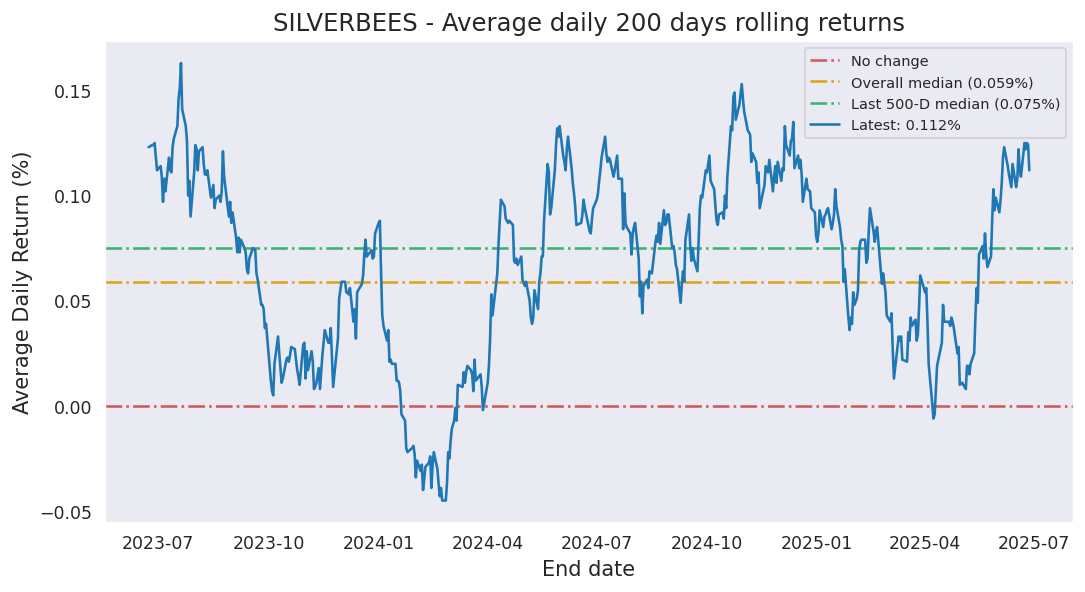 SILVERBEES - Average daily 200 days rolling returns
No change
Overall median (0.059%)
Last 500-D median (0.075%)
Latest: 0.112%
Average Daily Return (%)
0.15
0.10
0.05
0.00
−0.05
2023-07 2023-10 2024-01 2024-04 2024-07 2024-10 2025-01 2025-04 2025-07
End date